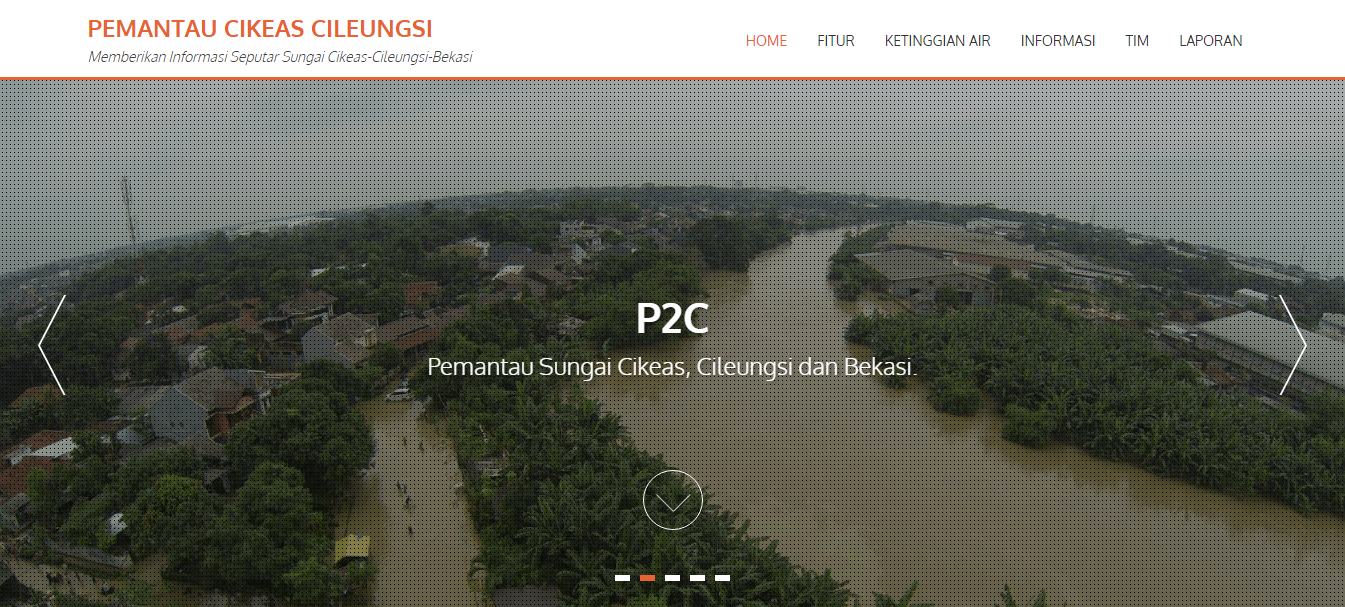 PEMANTAU CIKEAS CILEUNGSI
Memberikan Informasi Seputar Sungai Cikeas-Cileungsi-Bekasi
HOME FITUR KETINGGIAN AIR INFORMASI TIM LAPORAN
P2C
Pemantau Sungai Cikeas, Cileungsi dan Bekasi.